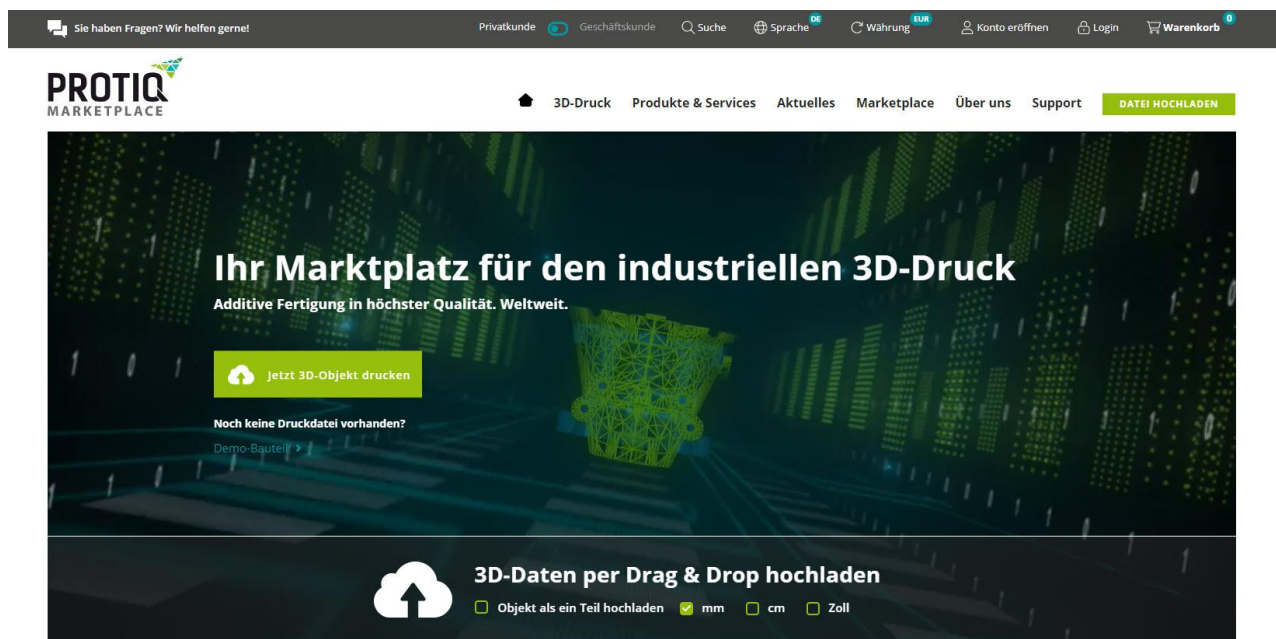 Sie haben Fragen? Wir helfen gerne!
Privatkunde Geschäftskunde Suche Sprache DE Währung EUR Konto eröffnen Login Warenkorb 0
PROTIQ
MARKETPLACE
3D-Druck Produkte & Services Aktuelles Marketplace Über uns Support DATEI HOCHLADEN
Ihr Marktplatz für den industriellen 3D-Druck
Additive Fertigung in höchster Qualität. Weltweit.
Jetzt 3D-Objekt drucken
Noch keine Druckdatei vorhanden?
Demo-Bauteil >
3D-Daten per Drag & Drop hochladen
Objekt als ein Teil hochladen mm cm Zoll